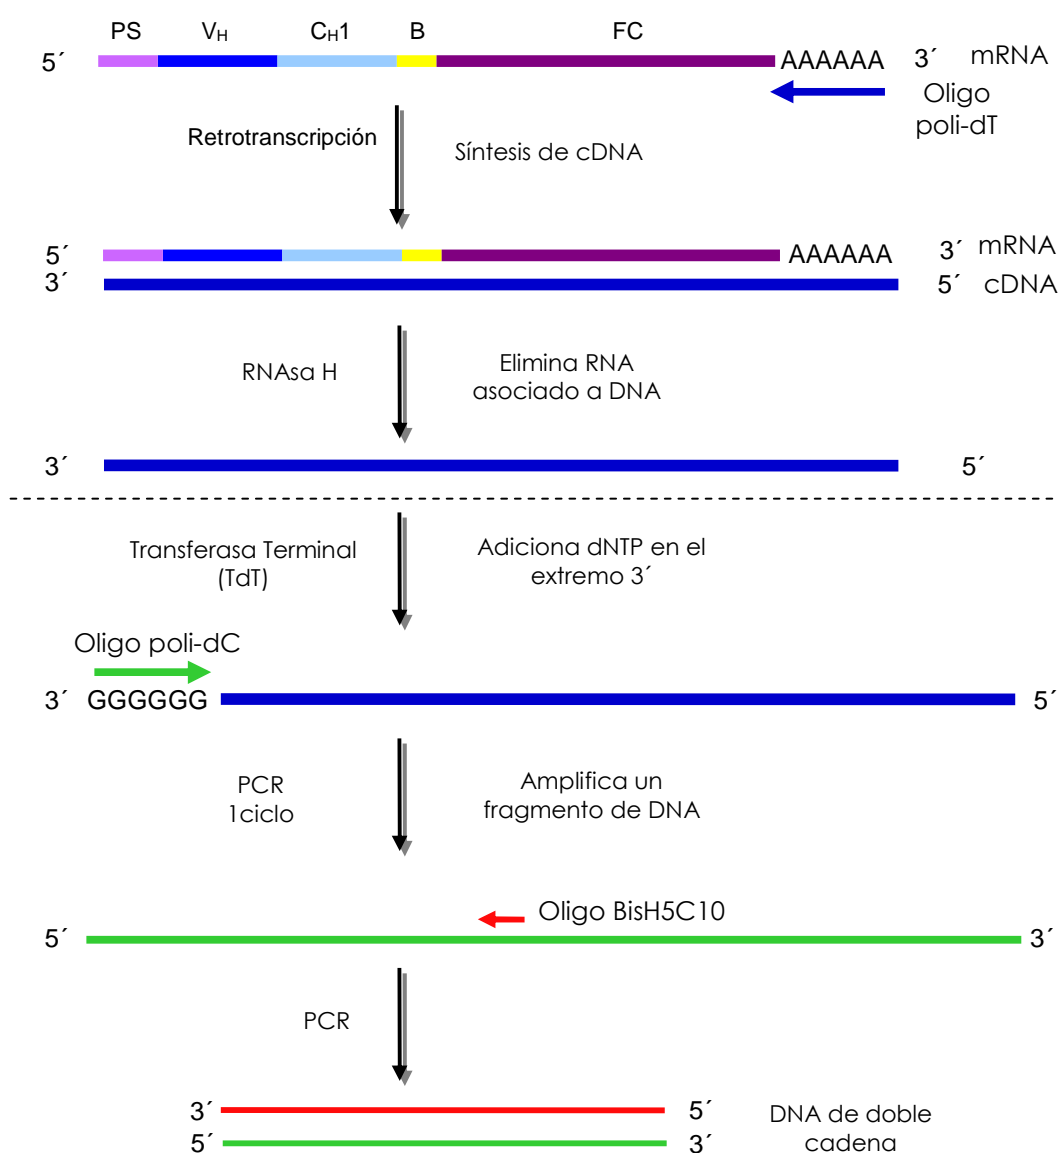 PS VH CH1 B FC
5´ AAAAAA 3´ mRNA
Oligo
poli-dT
Retrotranscripción
Síntesis de cDNA
5´ AAAAAA 3´ mRNA
3´ 5´ cDNA
RNAsa H
Elimina RNA
asociado a DNA
3´ 5´
Transferasa Terminal
(TdT)
Adiciona dNTP en el
extremo 3´
Oligo poli-dC
3´ GGGGGG 5´
PCR
1ciclo
Amplifica un
fragmento de DNA
Oligo BisH5C10
5´ 3´
PCR
3´ 5´
5´ 3´
DNA de doble
cadena